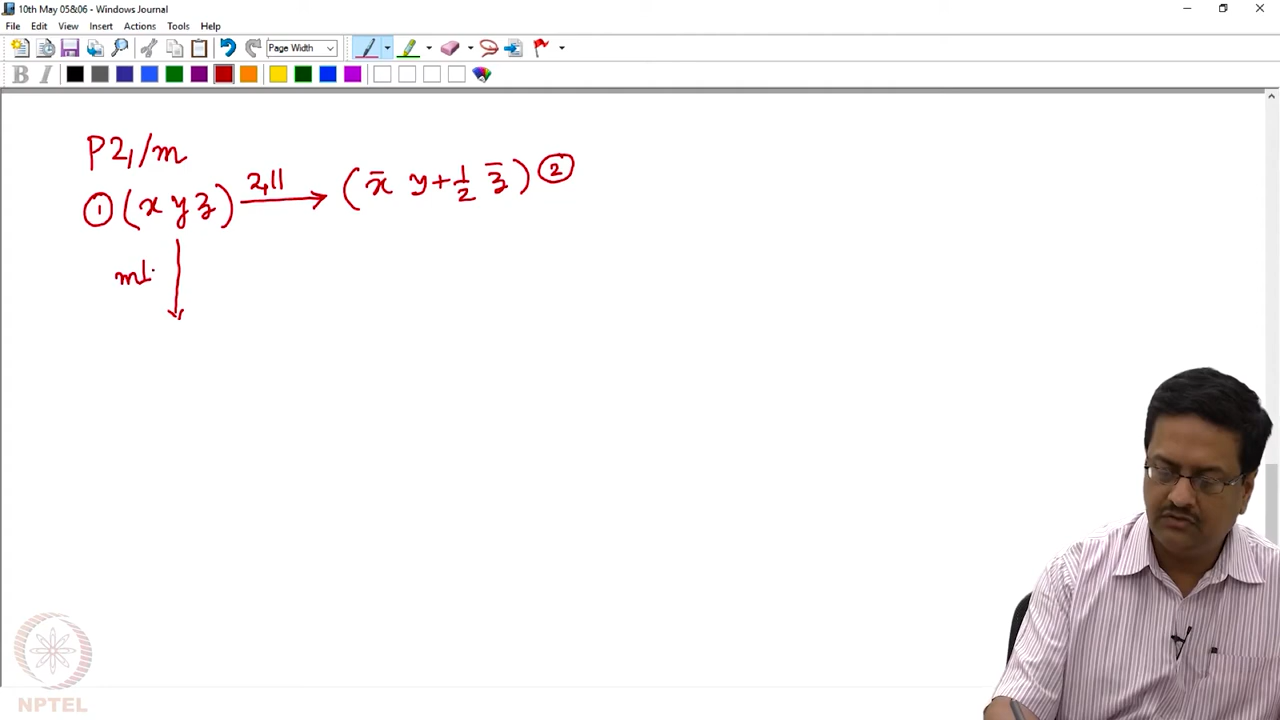 10th May 05&06 - Windows Journal
File Edit View Insert Actions Tools Help
Page Width
B I
P2₁/m
① (x y z) 2₁|| → (x̄ y+½ z̄) ②
m⊥
NPTEL